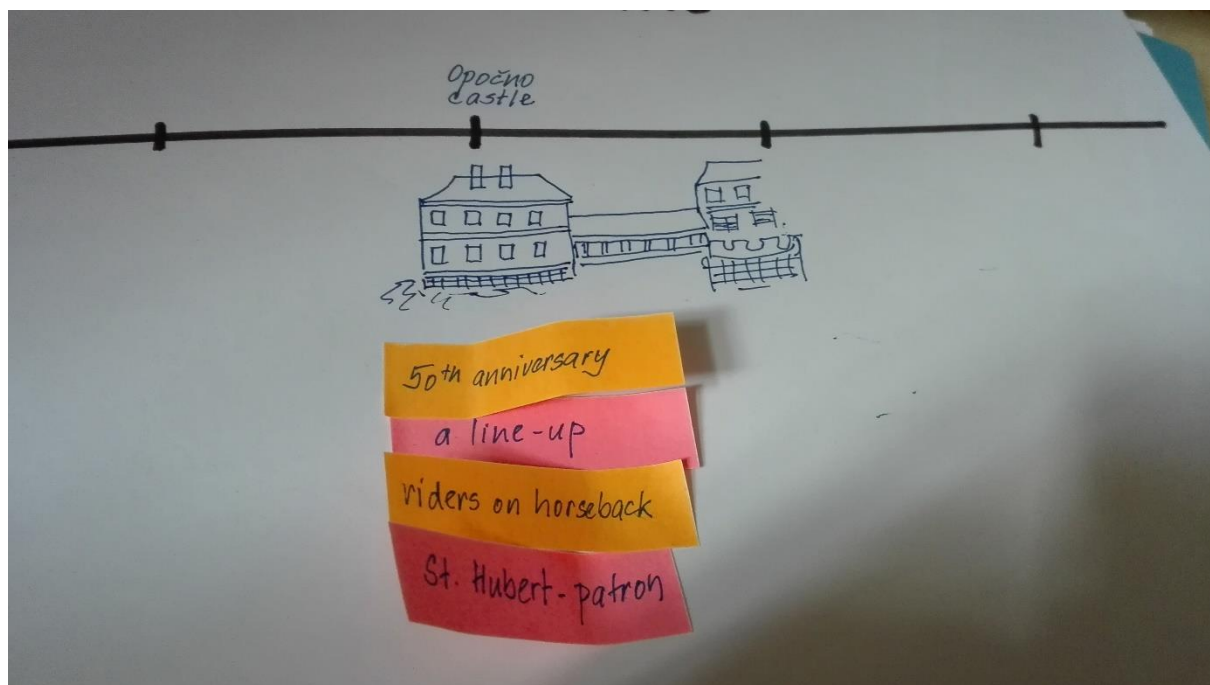 Opočno
castle
50th anniversary
a line-up
riders on horseback
St. Hubert-patron